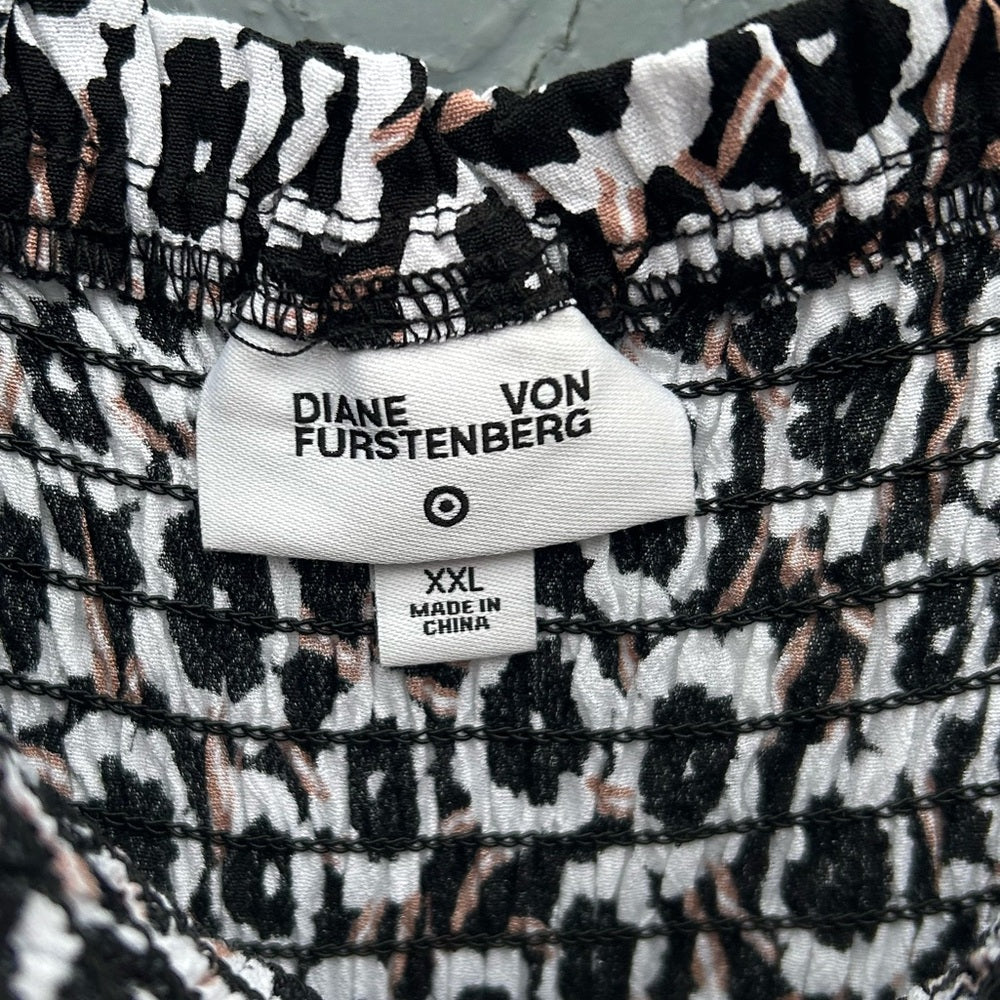 DIANE VON
FURSTENBERG
XXL
MADE IN
CHINA